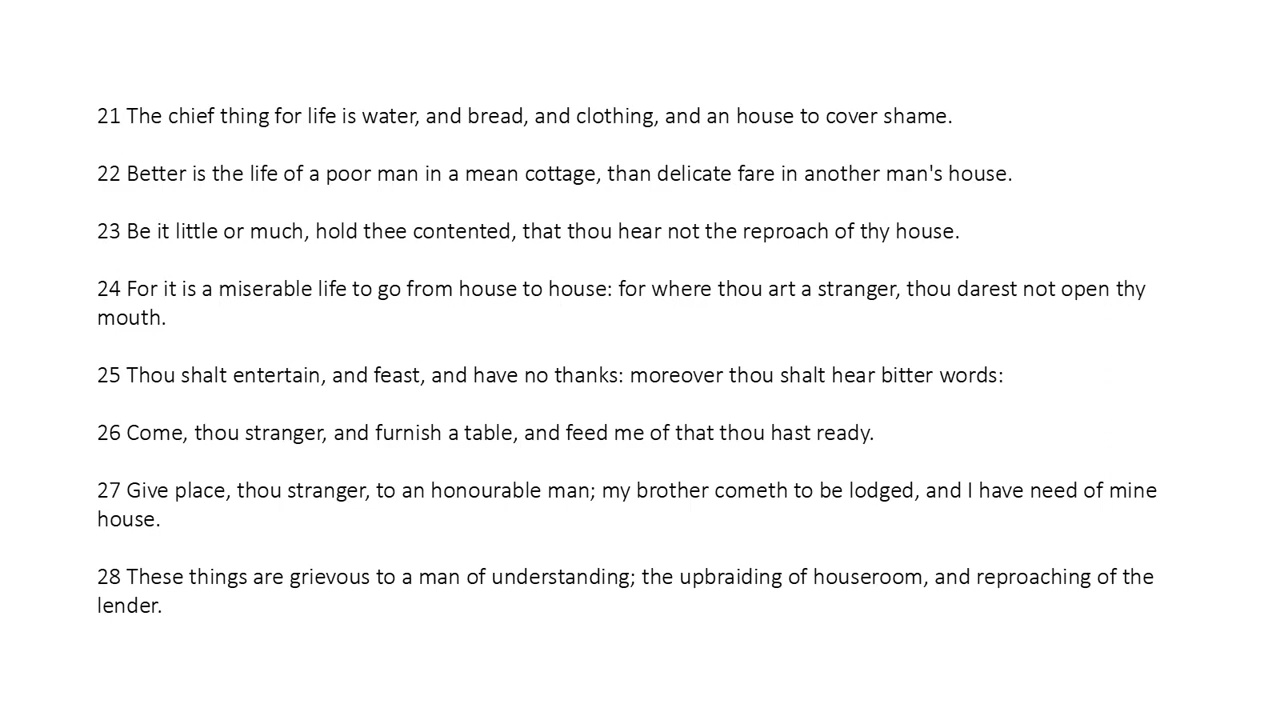 21 The chief thing for life is water, and bread, and clothing, and an house to cover shame.
22 Better is the life of a poor man in a mean cottage, than delicate fare in another man's house.
23 Be it little or much, hold thee contented, that thou hear not the reproach of thy house.
24 For it is a miserable life to go from house to house: for where thou art a stranger, thou darest not open thy
mouth.
25 Thou shalt entertain, and feast, and have no thanks: moreover thou shalt hear bitter words:
26 Come, thou stranger, and furnish a table, and feed me of that thou hast ready.
27 Give place, thou stranger, to an honourable man; my brother cometh to be lodged, and I have need of mine
house.
28 These things are grievous to a man of understanding; the upbraiding of houseroom, and reproaching of the
lender.